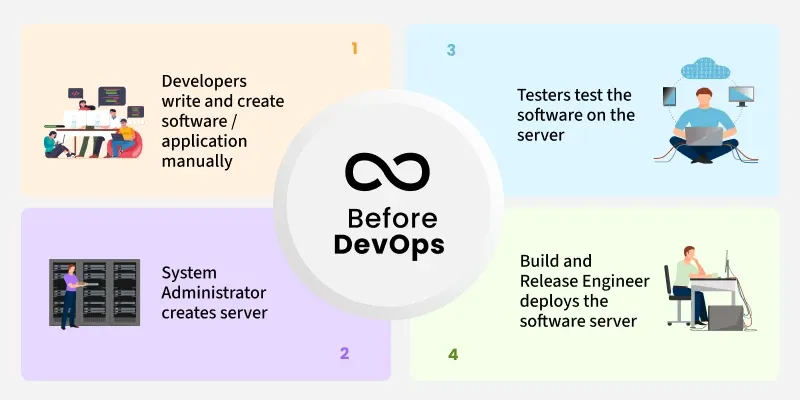 1
Developers
write and create
software /
application
manually
2
System
Administrator
creates server
3
Testers test the
software on the
server
4
Build and
Release Engineer
deploys the
software server
Before
DevOps